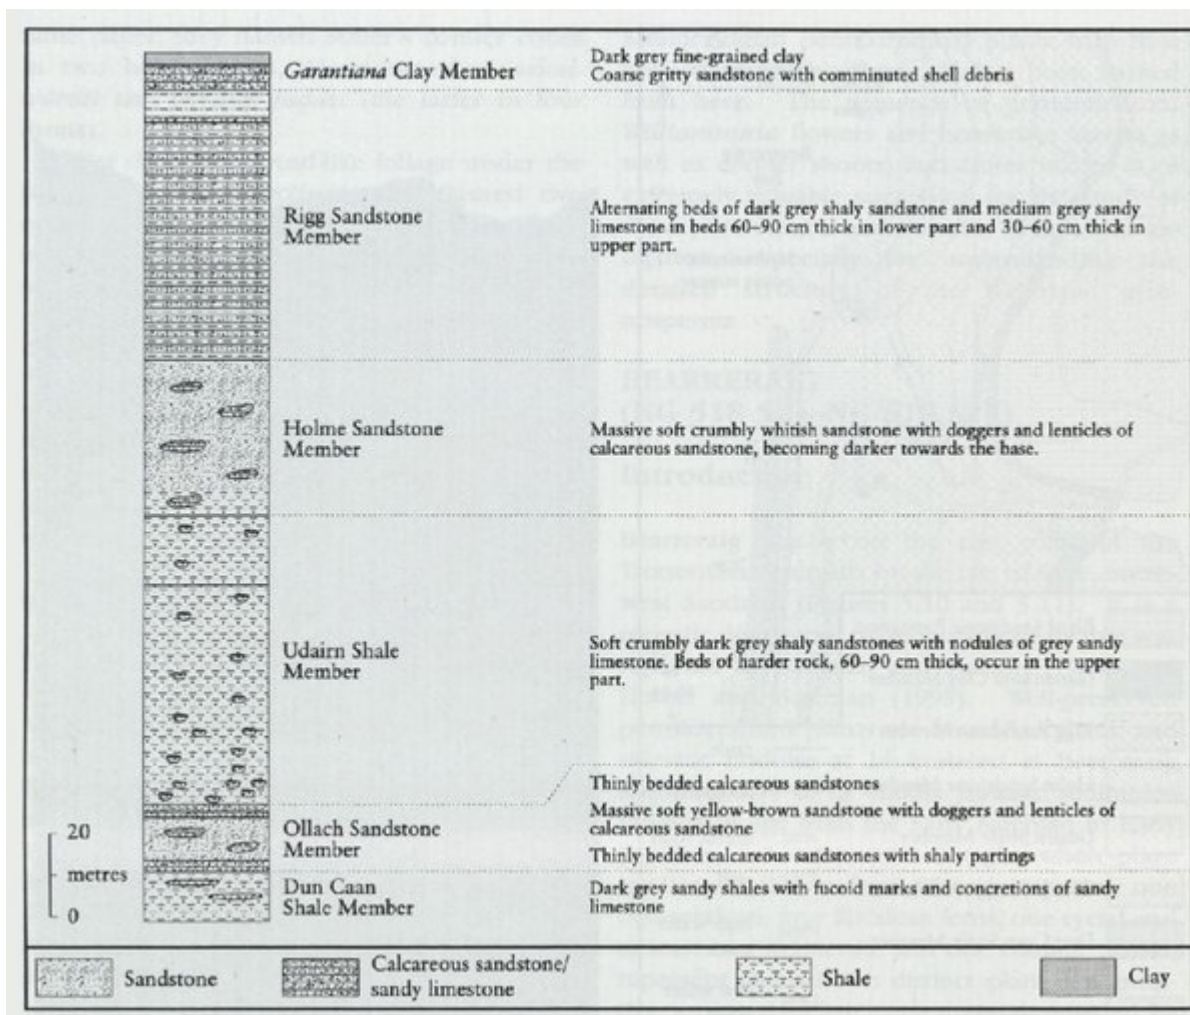 Garantiana Clay Member
Dark grey fine-grained clay
Coarse gritty sandstone with comminuted shell debris
Rigg Sandstone
Member
Alternating beds of dark grey shaly sandstone and medium grey sandy
limestone in beds 60–90 cm thick in lower part and 30–60 cm thick in
upper part.
Holme Sandstone
Member
Massive soft crumbly whitish sandstone with doggers and lenticles of
calcareous sandstone, becoming darker towards the base.
Udairn Shale
Member
Soft crumbly dark grey shaly sandstones with nodules of grey sandy
limestone. Beds of harder rock, 60–90 cm thick, occur in the upper
part.
Thinly bedded calcareous sandstones
Ollach Sandstone
Member
Massive soft yellow-brown sandstone with doggers and lenticles of
calcareous sandstone
Thinly bedded calcareous sandstones with shaly partings
Dun Caan
Shale Member
Dark grey sandy shales with fucoid marks and concretions of sandy
limestone
20
metres
0
Sandstone
Calcareous sandstone/
sandy limestone
Shale
Clay